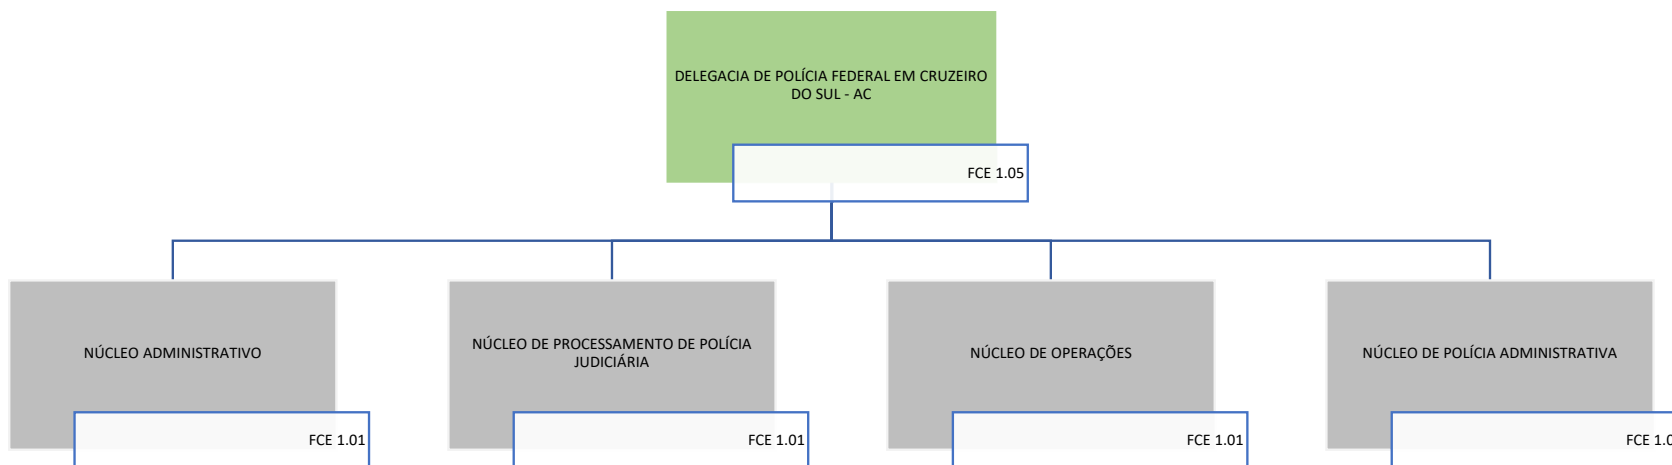 DELEGACIA DE POLÍCIA FEDERAL EM CRUZEIRO
DO SUL - AC
FCE 1.05
NÚCLEO ADMINISTRATIVO
FCE 1.01
NÚCLEO DE PROCESSAMENTO DE POLÍCIA
JUDICIÁRIA
FCE 1.01
NÚCLEO DE OPERAÇÕES
FCE 1.01
NÚCLEO DE POLÍCIA ADMINISTRATIVA
FCE